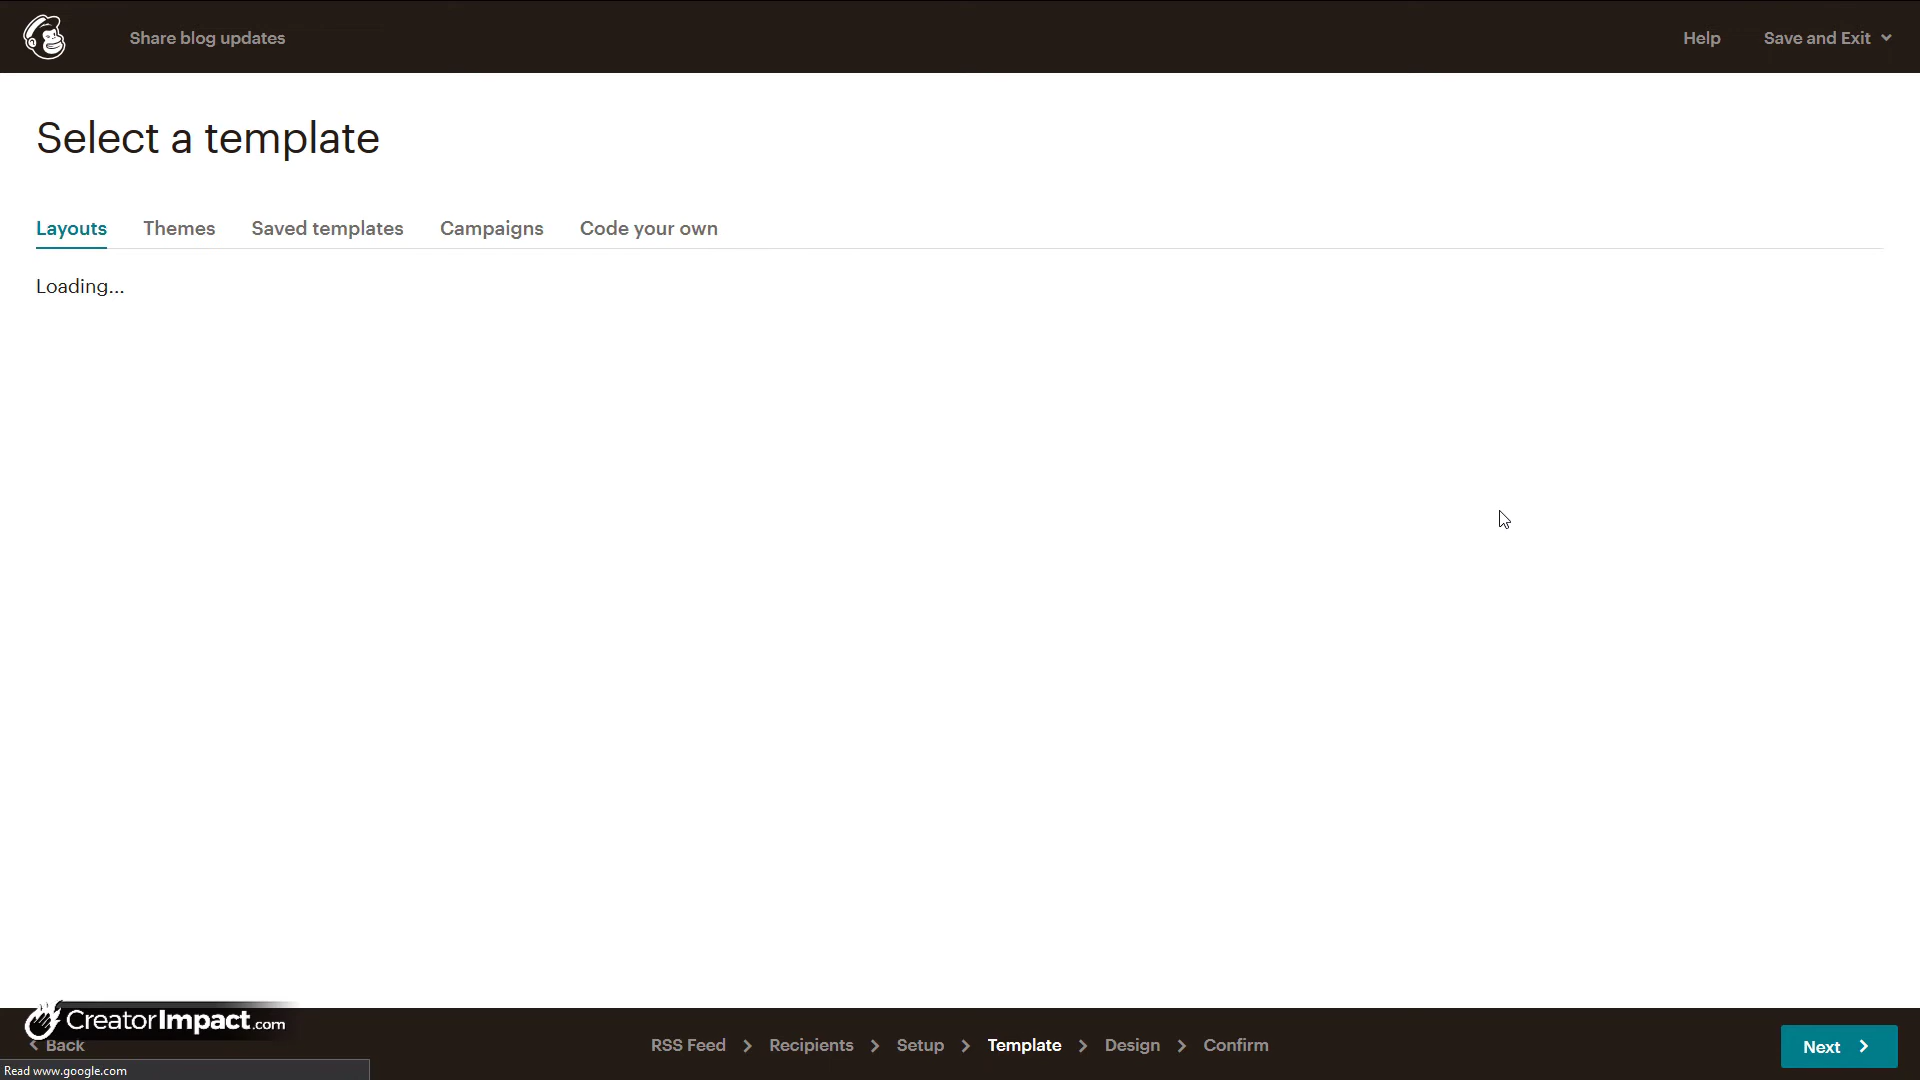 Share blog updates
Help
Save and Exit
Select a template
Layouts
Themes
Saved templates
Campaigns
Code your own
Loading...
CreatorImpact.com
Back
RSS Feed
Recipients
Setup
Template
Design
Confirm
Next
Read www.google.com